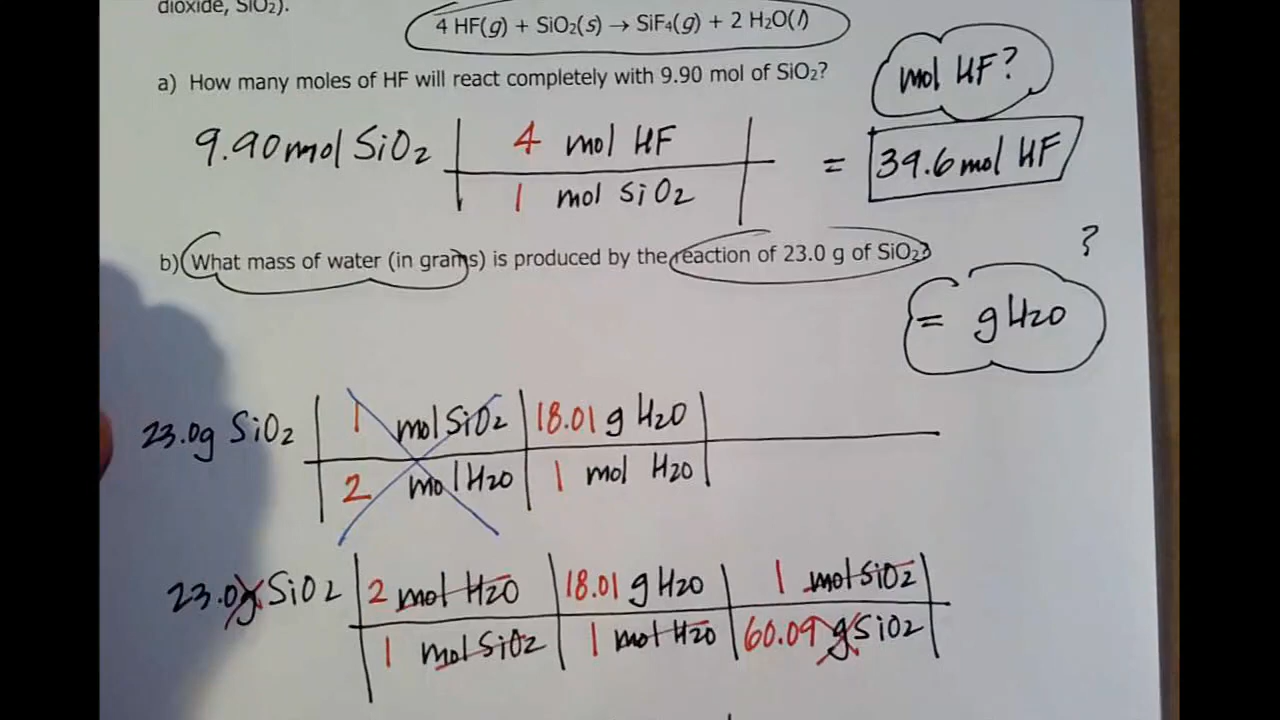 dioxide, SiO₂).
4 HF(g) + SiO₂(s) → SiF₄(g) + 2 H₂O(l)
a) How many moles of HF will react completely with 9.90 mol of SiO₂?
mol HF?
9.90 mol SiO₂ | 4 mol HF
1 mol SiO₂
= 39.6 mol HF
b) What mass of water (in grams) is produced by the reaction of 23.0 g of SiO₂?
?
= g H₂O
23.0g SiO₂ | 1 mol SiO₂ | 18.01 g H₂O |
2 mol H₂O | 1 mol H₂O
23.0g SiO₂ | 2 mol H₂O | 18.01 g H₂O | 1 mol SiO₂ |
1 mol SiO₂ | 1 mol H₂O | 60.09 g SiO₂